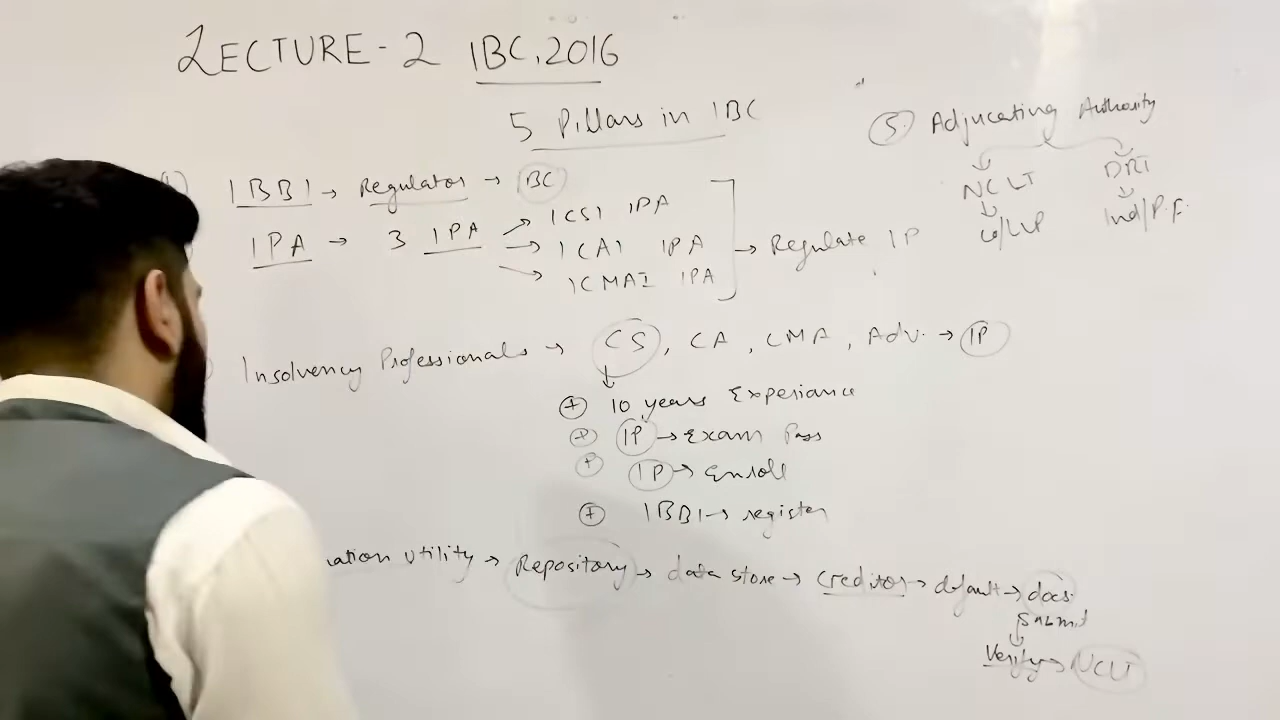 LECTURE-2 IBC,2016
5 Pillars in IBC
IBBI → Regulator → IBC
IPA → 3 IPA → ICSI IPA
→ ICAI IPA
→ ICMAI IPA
→ Regulate IP
Insolvency Professionals → CS, CA, CMA, Adv. → IP
+ 10 years Experiance
+ IP → Exam Pass
+ IP → Enroll
+ IBBI → register
ation Utility → Repository → data store → creditor → default → docs.
Submit
Verify → NCLT
5. Adjucating Authority
NCLT DRT
Co/LLP Ind/P.F.